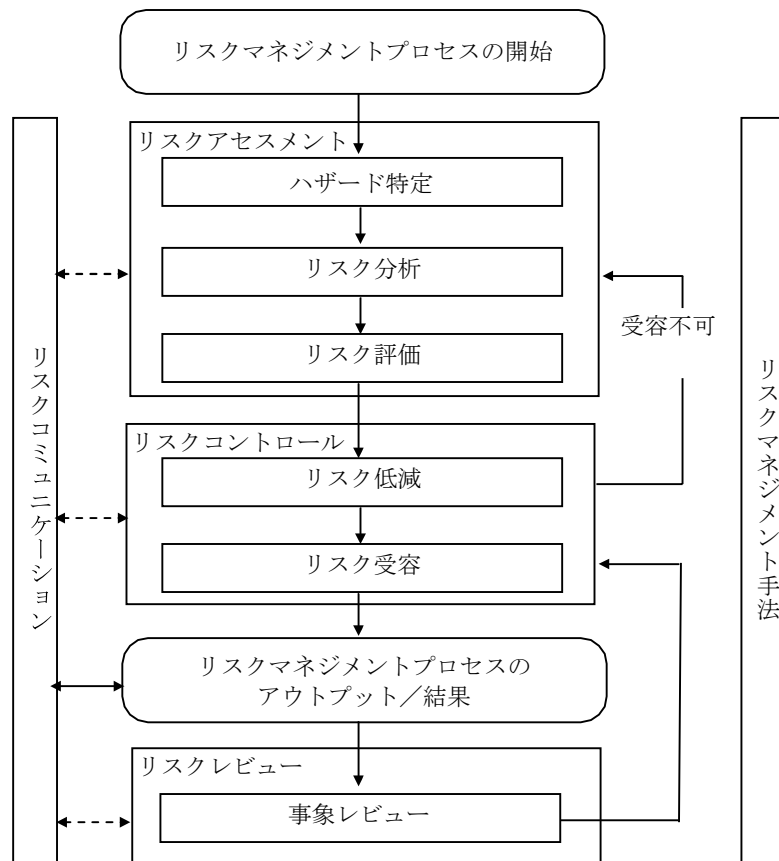 リスクマネジメントプロセスの開始
リスクアセスメント
ハザード特定
リスク分析
リスク評価
受容不可
リスクコントロール
リスク低減
リスク受容
リスクマネジメントプロセスの
アウトプット／結果
リスクレビュー
事象レビュー
リスクコミュニケーション
リスクマネジメント手法